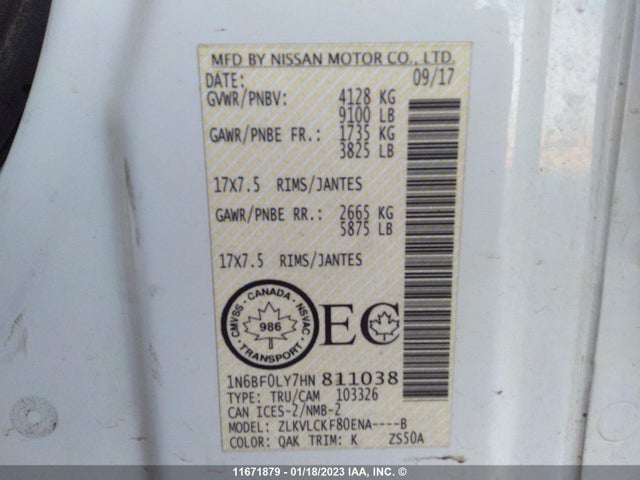 MFD BY NISSAN MOTOR CO., LTD.
DATE: 09/17
GVWR/PNBV: 4128 KG
9100 LB
GAWR/PNBE FR.: 1735 KG
3825 LB
17X7.5 RIMS/JANTES
GAWR/PNBE RR.: 2665 KG
5875 LB
17X7.5 RIMS/JANTES
CMVSS · CANADA · NSVAC
986
TRANSPORT
EC
1N6BF0LY7HN 811038
TYPE: TRU/CAM 103326
CAN ICES-2/NMB-2
MODEL: ZLKVLCKF80ENA----B
COLOR: QAK TRIM: K ZS50A
11671879 - 01/18/2023 IAA, Inc. ©